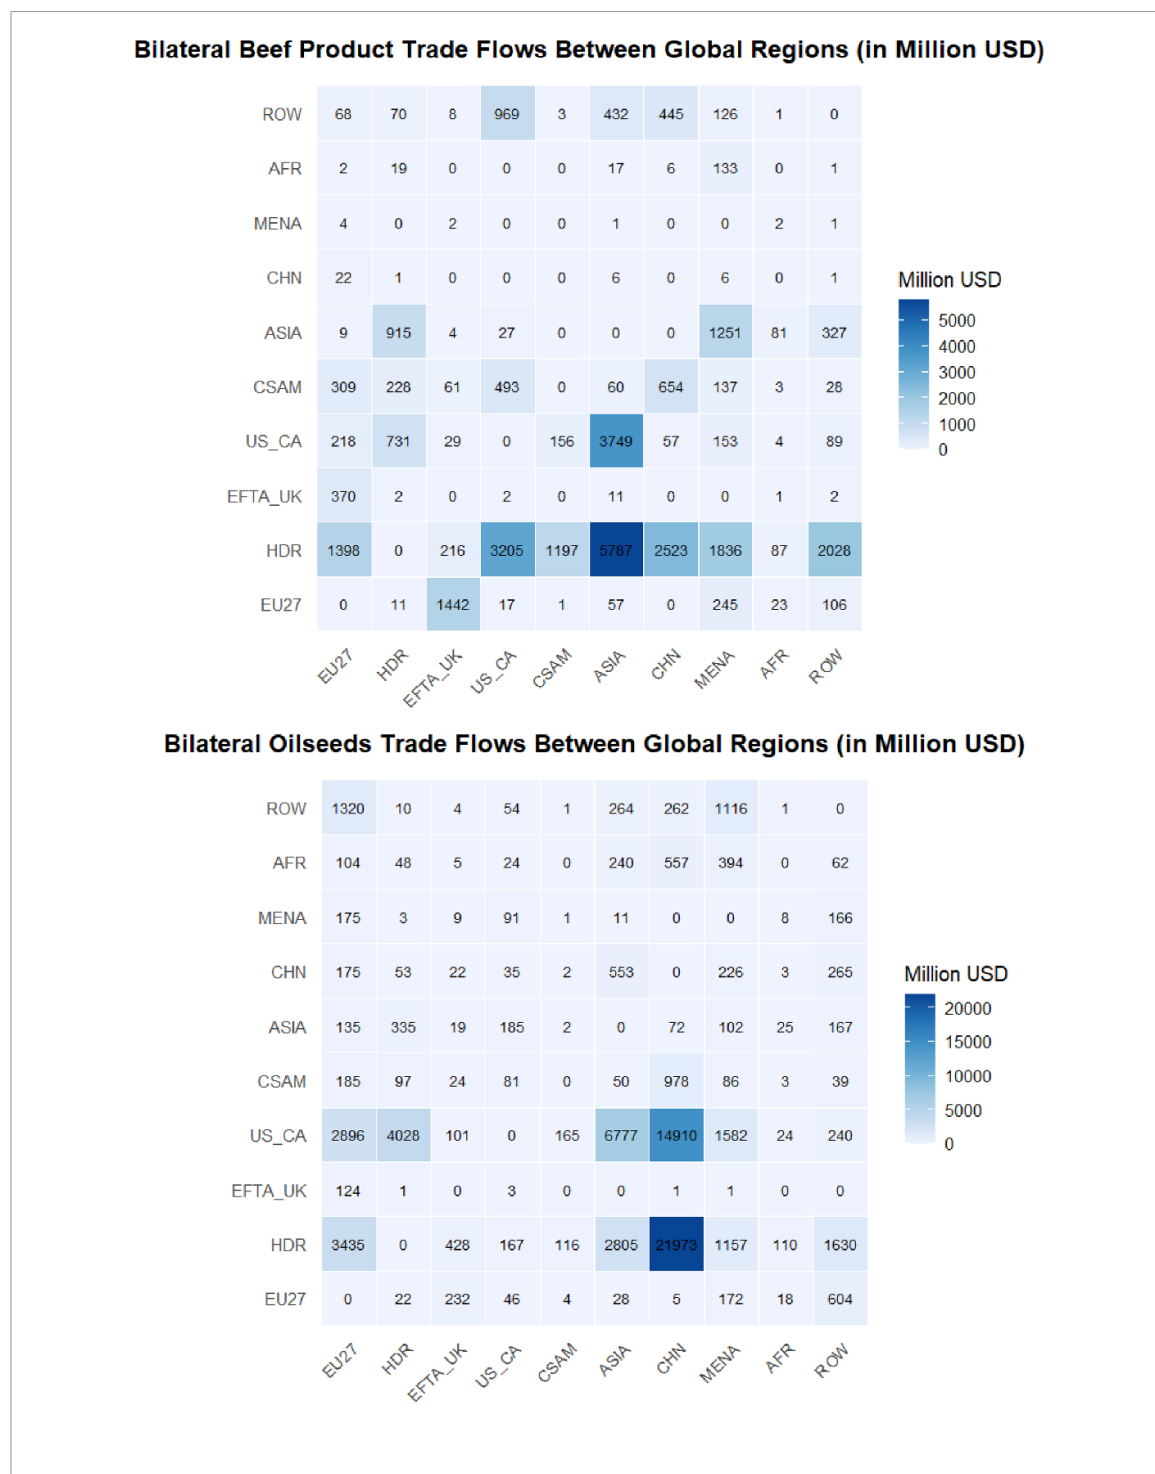 Bilateral Beef Product Trade Flows Between Global Regions (in Million USD)
ROW 68 70 8 969 3 432 445 126 1 0
AFR 2 19 0 0 0 17 6 133 0 1
MENA 4 0 2 0 0 1 0 0 2 1
CHN 22 1 0 0 0 6 0 6 0 1
ASIA 9 915 4 27 0 0 0 1251 81 327
CSAM 309 228 61 493 0 60 654 137 3 28
US_CA 218 731 29 0 156 3749 57 153 4 89
EFTA_UK 370 2 0 2 0 11 0 0 1 2
HDR 1398 0 216 3205 1197 5787 2523 1836 87 2028
EU27 0 11 1442 17 1 57 0 245 23 106
EU27 HDR EFTA_UK US_CA CSAM ASIA CHN MENA AFR ROW
Million USD
5000
4000
3000
2000
1000
0
Bilateral Oilseeds Trade Flows Between Global Regions (in Million USD)
ROW 1320 10 4 54 1 264 262 1116 1 0
AFR 104 48 5 24 0 240 557 394 0 62
MENA 175 3 9 91 1 11 0 0 8 166
CHN 175 53 22 35 2 553 0 226 3 265
ASIA 135 335 19 185 2 0 72 102 25 167
CSAM 185 97 24 81 0 50 978 86 3 39
US_CA 2896 4028 101 0 165 6777 14910 1582 24 240
EFTA_UK 124 1 0 3 0 0 1 1 0 0
HDR 3435 0 428 167 116 2805 21973 1157 110 1630
EU27 0 22 232 46 4 28 5 172 18 604
EU27 HDR EFTA_UK US_CA CSAM ASIA CHN MENA AFR ROW
Million USD
20000
15000
10000
5000
0